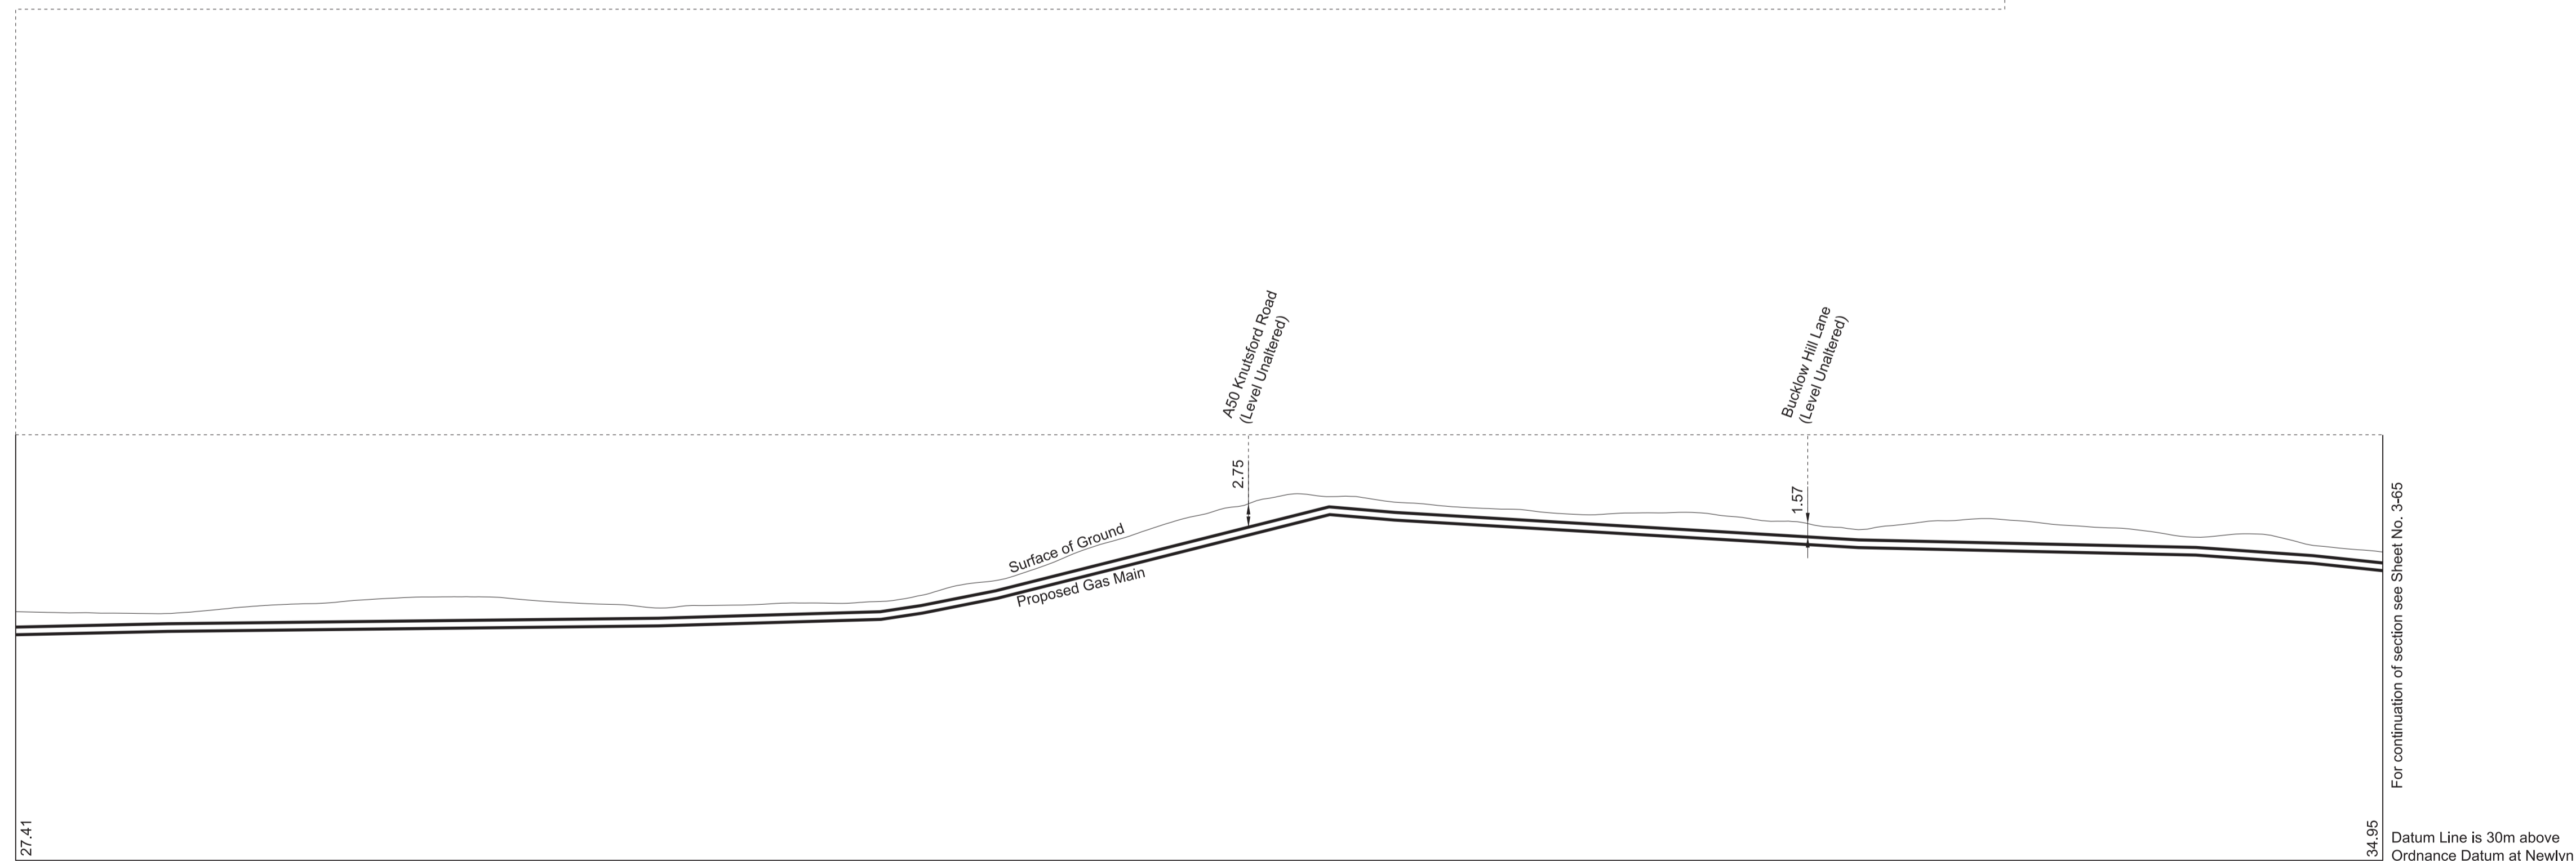 A50 Knutsford Road
(Level Unaltered)
Bucklow Hill Lane
(Level Unaltered)
2.75
1.57
Surface of Ground
Proposed Gas Main
For continuation of section see Sheet No. 3-65
27.41
34.95
Datum Line is 30m above
Ordnance Datum at Newlyn